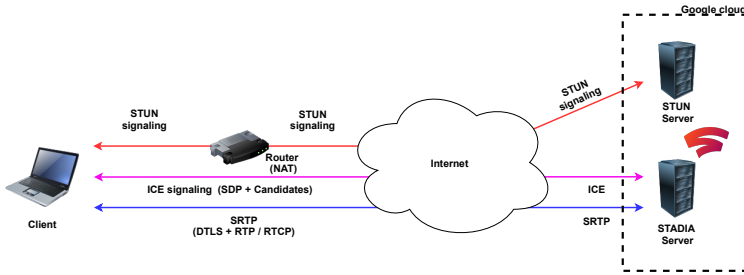 Google cloud
STUN
signaling
STUN
signaling
STUN
signaling
STUN
Server
Router
(NAT)
Internet
ICE signaling (SDP + Candidates)
ICE
Client
SRTP
(DTLS + RTP / RTCP)
SRTP
STADIA
Server